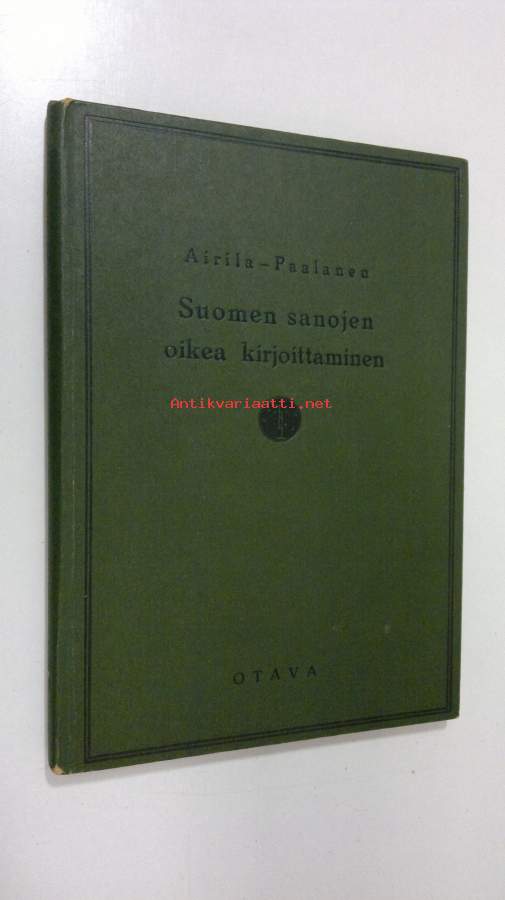 Airila – Paalanen
Suomen sanojen
oikea kirjoittaminen
Antikvariaatti.net
OTAVA